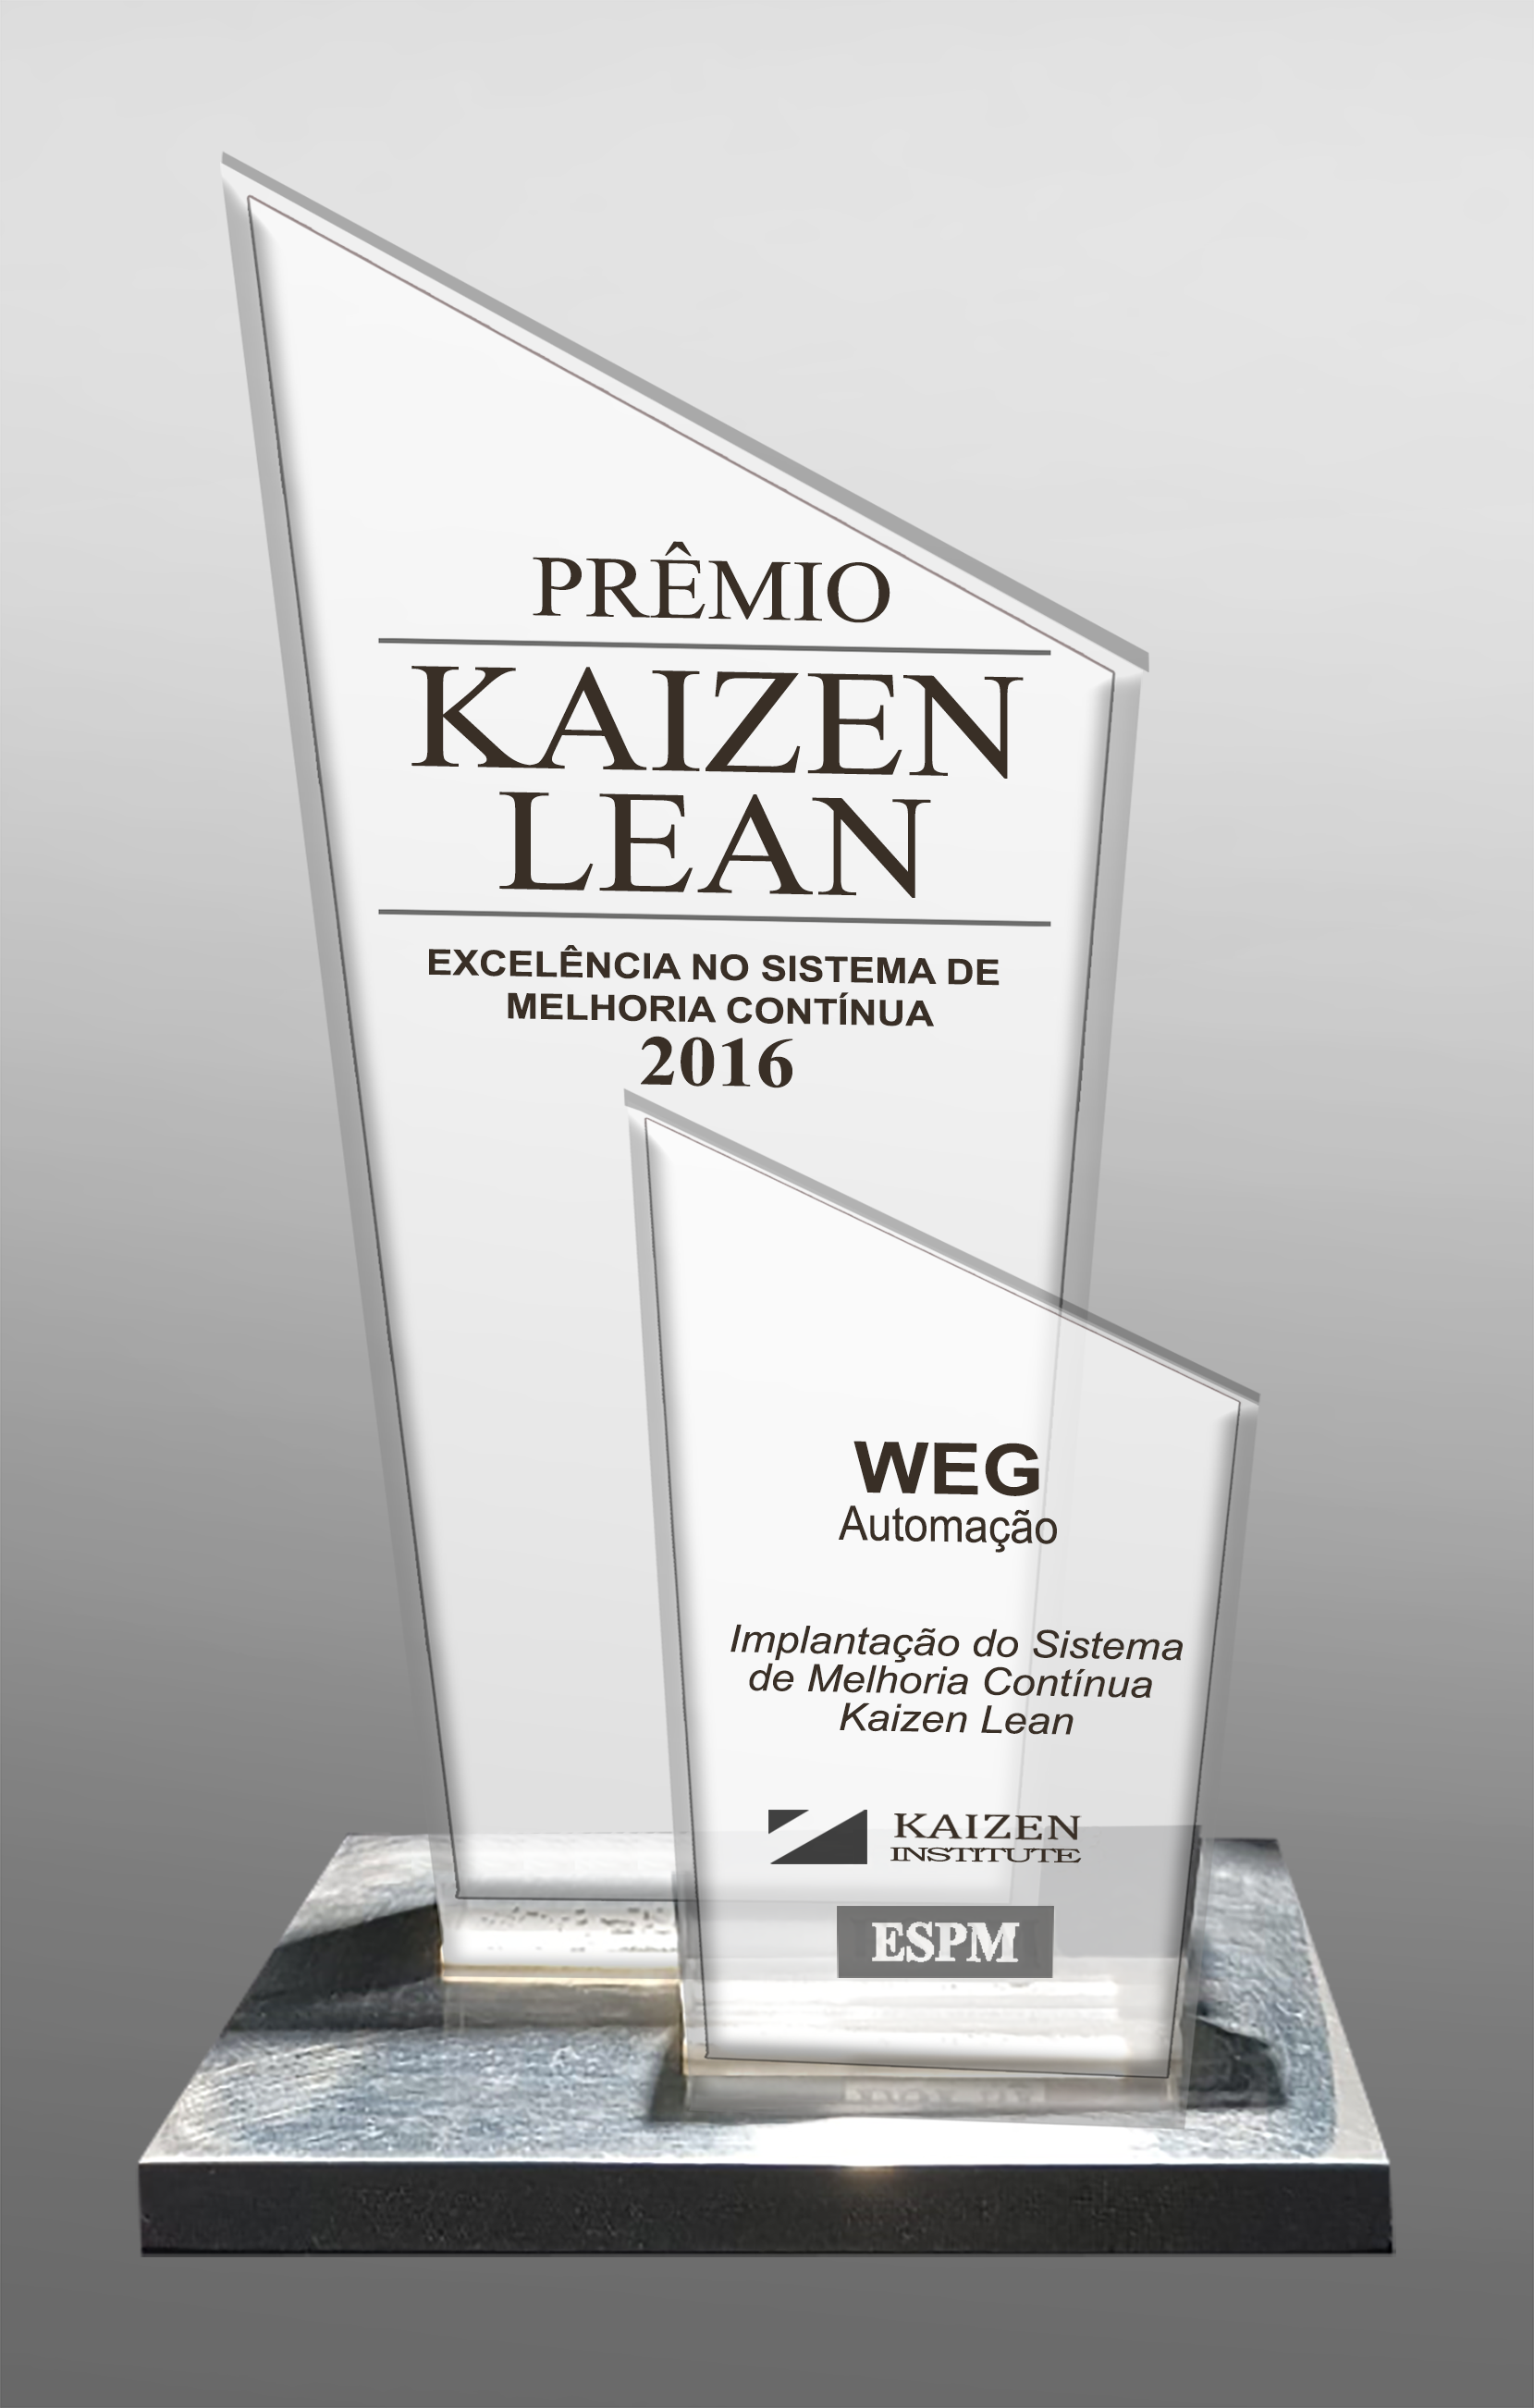 PRÊMIO
KAIZEN
LEAN
EXCELÊNCIA NO SISTEMA DE
MELHORIA CONTÍNUA
2016
WEG
Automação
Implantação do Sistema
de Melhoria Contínua
Kaizen Lean
KAIZEN
INSTITUTE
ESPM